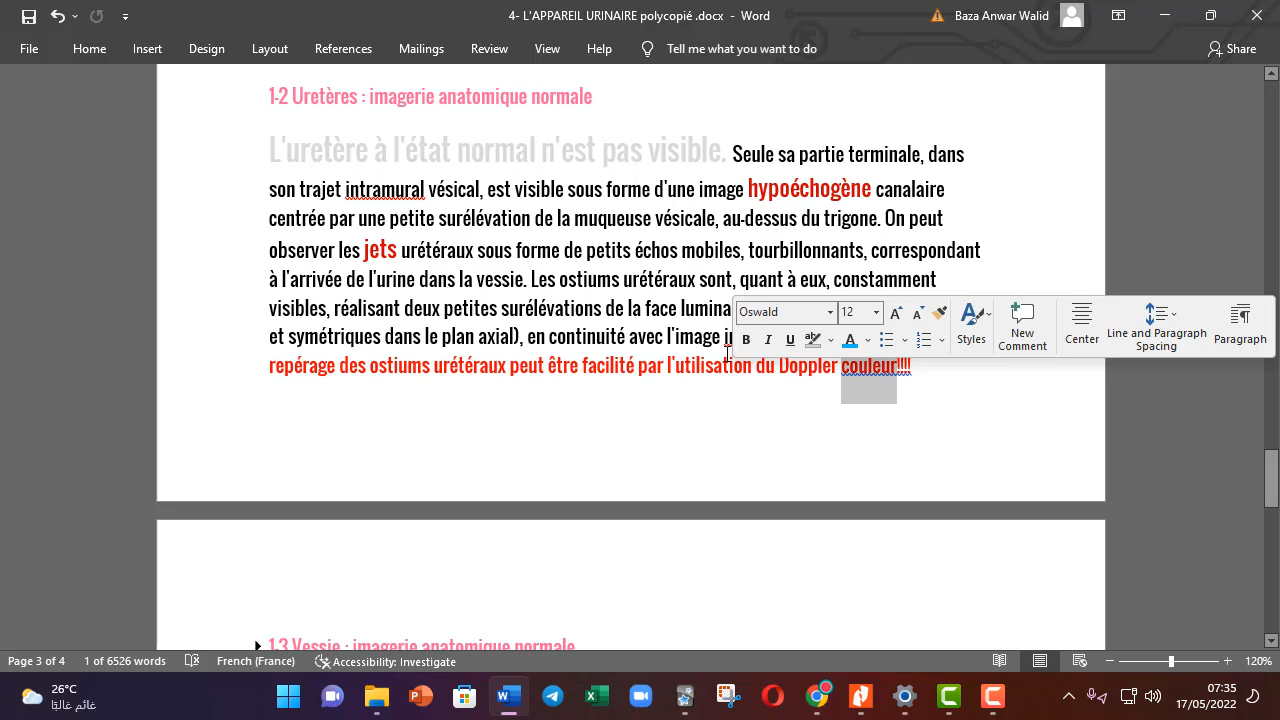 4- L'APPAREIL URINAIRE polycopié .docx - Word
Baza Anwar Walid
File Home Insert Design Layout References Mailings Review View Help Tell me what you want to do Share
1-2 Uretères : imagerie anatomique normale
L'uretère à l'état normal n'est pas visible. Seule sa partie terminale, dans
son trajet intramural vésical, est visible sous forme d'une image hypoéchogène canalaire
centrée par une petite surélévation de la muqueuse vésicale, au-dessus du trigone. On peut
observer les jets urétéraux sous forme de petits échos mobiles, tourbillonnants, correspondant
à l'arrivée de l'urine dans la vessie. Les ostiums urétéraux sont, quant à eux, constamment
visibles, réalisant deux petites surélévations de la face lumina
et symétriques dans le plan axial), en continuité avec l'image
repérage des ostiums urétéraux peut être facilité par l'utilisation du Doppler couleur!!!!
Oswald 12
Styles
New Comment
Center
Line and Paragraph Spacing
Paragraph
1-3 Vessie : imagerie anatomique normale
Page 3 of 4 1 of 6526 words French (France) Accessibility: Investigate 120%
26°C
غائم غالبًا
07:35
17/05/2022